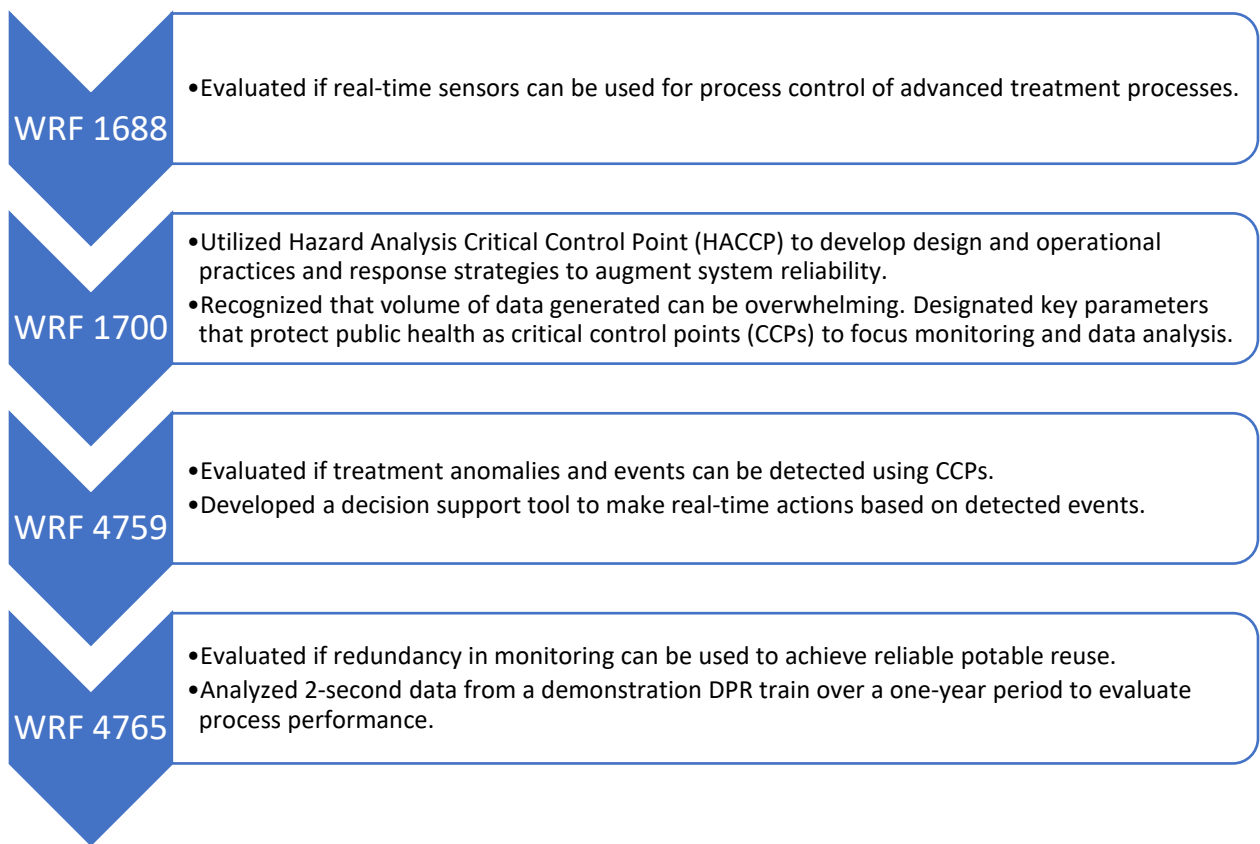 WRF 1688
•Evaluated if real-time sensors can be used for process control of advanced treatment processes.
WRF 1700
•Utilized Hazard Analysis Critical Control Point (HACCP) to develop design and operational
practices and response strategies to augment system reliability.
•Recognized that volume of data generated can be overwhelming. Designated key parameters
that protect public health as critical control points (CCPs) to focus monitoring and data analysis.
WRF 4759
•Evaluated if treatment anomalies and events can be detected using CCPs.
•Developed a decision support tool to make real-time actions based on detected events.
WRF 4765
•Evaluated if redundancy in monitoring can be used to achieve reliable potable reuse.
•Analyzed 2-second data from a demonstration DPR train over a one-year period to evaluate
process performance.